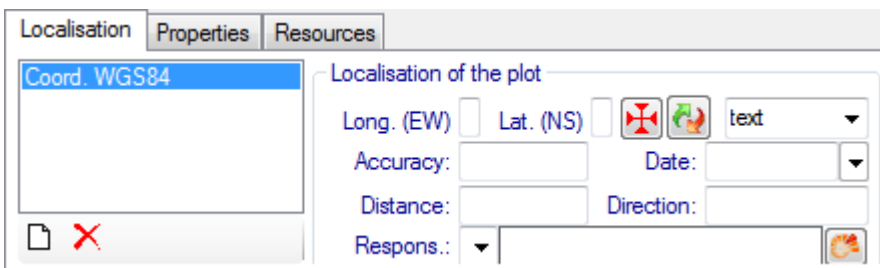 Localisation Properties Resources
Coord. WGS84
Localisation of the plot
Long. (EW) Lat. (NS) text
Accuracy: Date:
Distance: Direction:
Respons.: